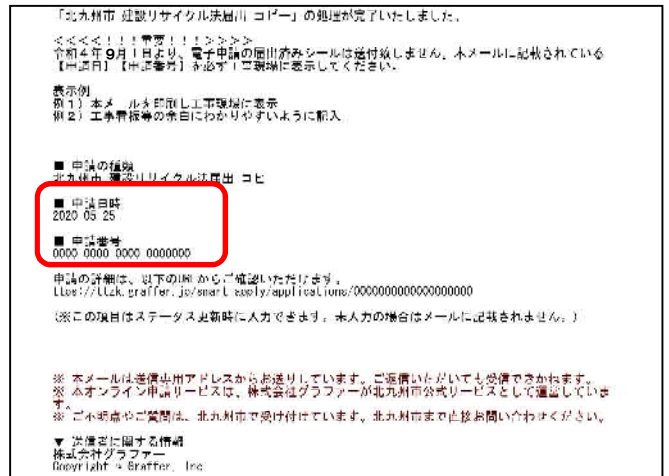 「北九州市 建設リサイクル法届出 コピー」の処理が完了いたしました。
<<<<！！！重要！！！>>>>
令和4年9月1日より、電子申請の届出済みシールは送付致しません。本メールに記載されている
【申請日】【申請番号】を必ず工事現場に表示してください。
表示例
例1）本メールを印刷し工事現場に表示
例2）工事看板等の余白にわかりやすいように記入
■ 申請の種類
北九州市 建設リサイクル法届出 コピー
■ 申請日時
2020 05 25
■ 申請番号
0000 0000 0000 0000000
申請の詳細は、以下のURLからご確認いただけます。
ttps://ttzk.graffer.jp/smart apply/applications/0000000000000000000
（※この項目はステータス更新時に入力できます。未入力の場合はメールに記載されません。）
※ 本メールは送信専用アドレスからお送りしています。ご返信いただいても受信できかねます。
※ 本オンライン申請サービスは、株式会社グラファーが北九州市公式サービスとして運営していま
す。
※ ご不明点やご質問は、北九州市で受け付けています。北九州市まで直接お問い合わせください。
▼ 送信者に関する情報
株式会社グラファー
Copyright © Graffer, Inc